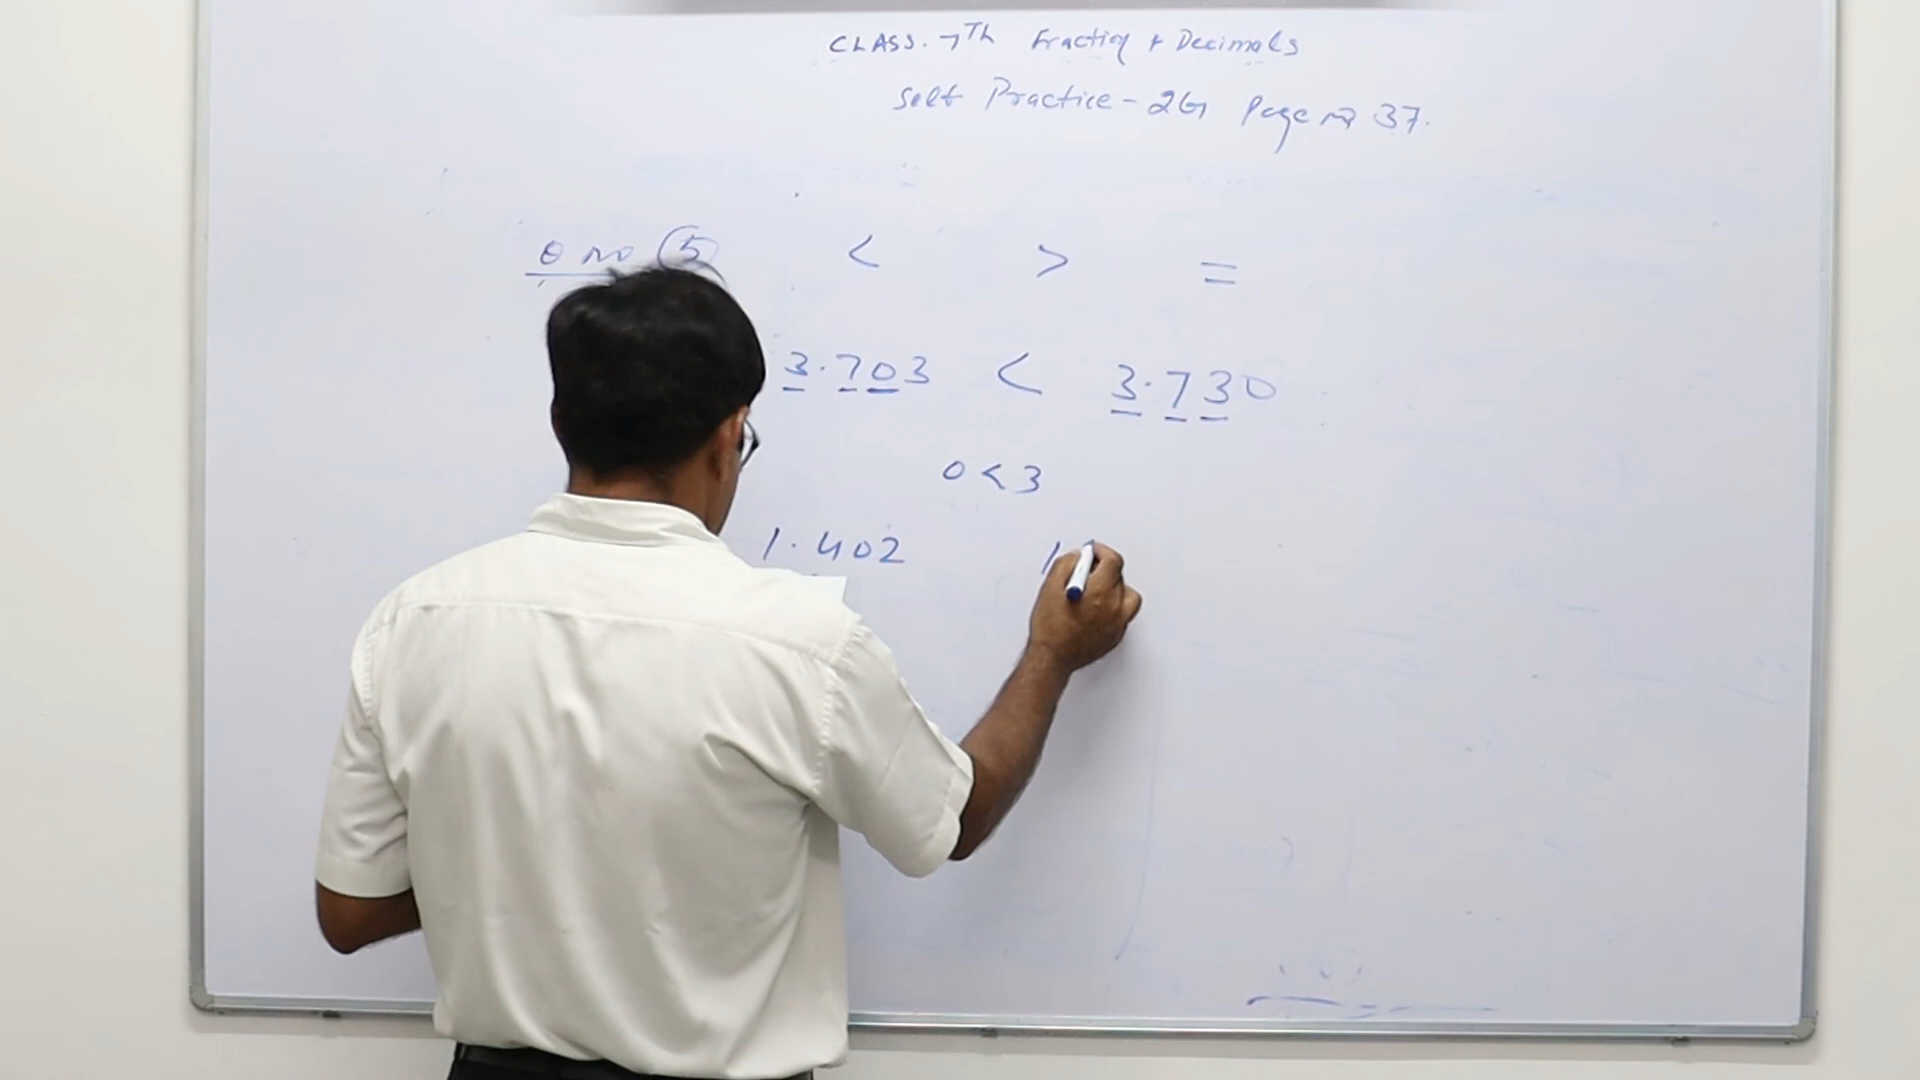 CLASS. 7Th Fraction & Decimals
Self Practice - 2G Page no 37.
Q no 5 < > =
3.703 < 3.730
0 < 3
1.402 1